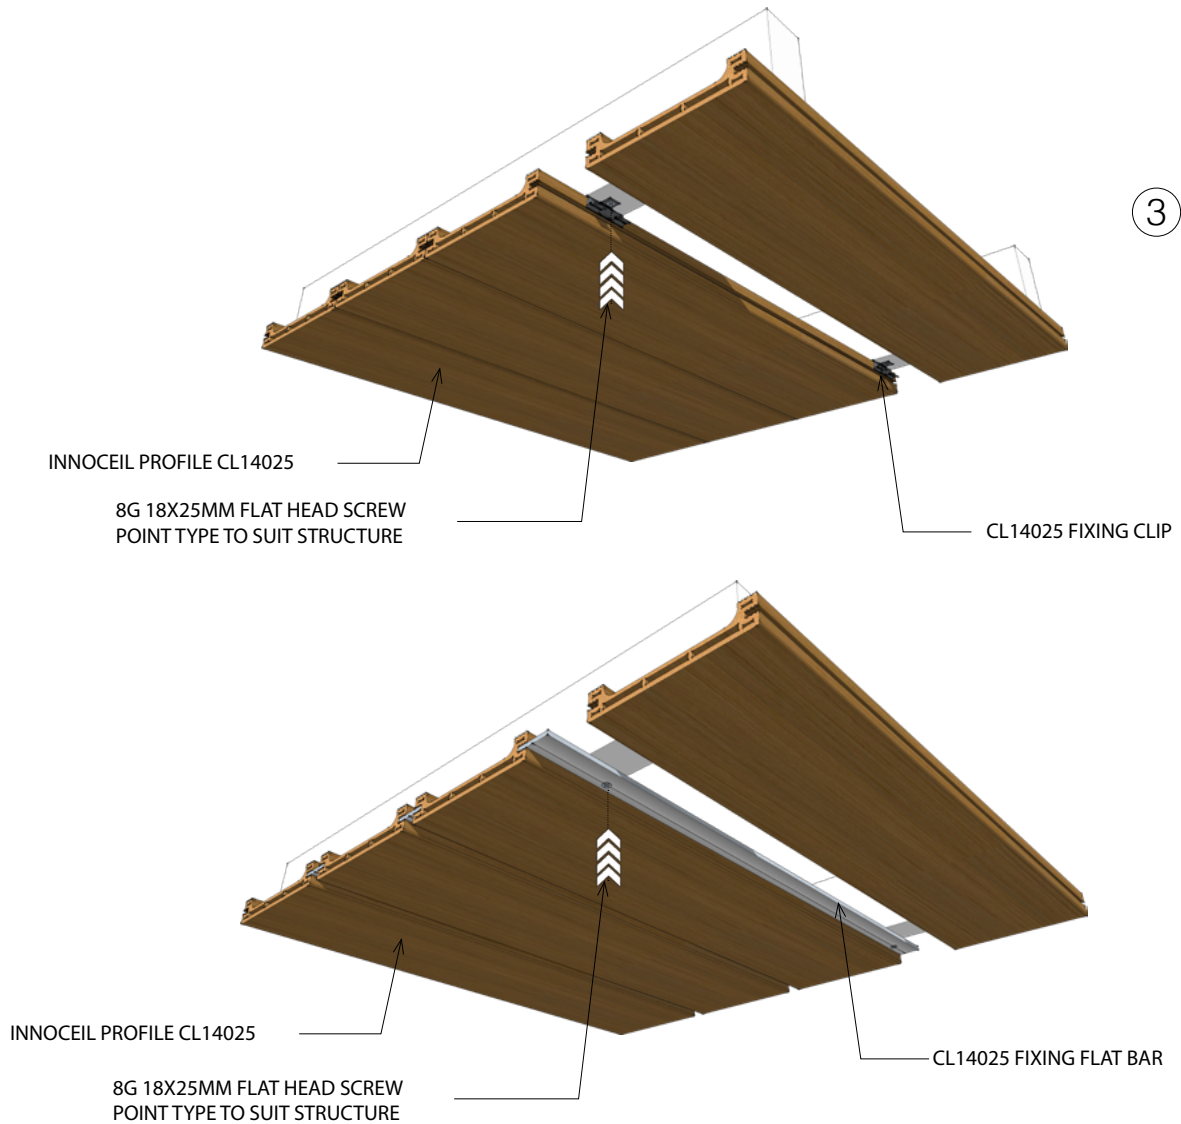 3
INNOCEIL PROFILE CL14025
8G 18X25MM FLAT HEAD SCREW
POINT TYPE TO SUIT STRUCTURE
CL14025 FIXING CLIP
INNOCEIL PROFILE CL14025
8G 18X25MM FLAT HEAD SCREW
POINT TYPE TO SUIT STRUCTURE
CL14025 FIXING FLAT BAR